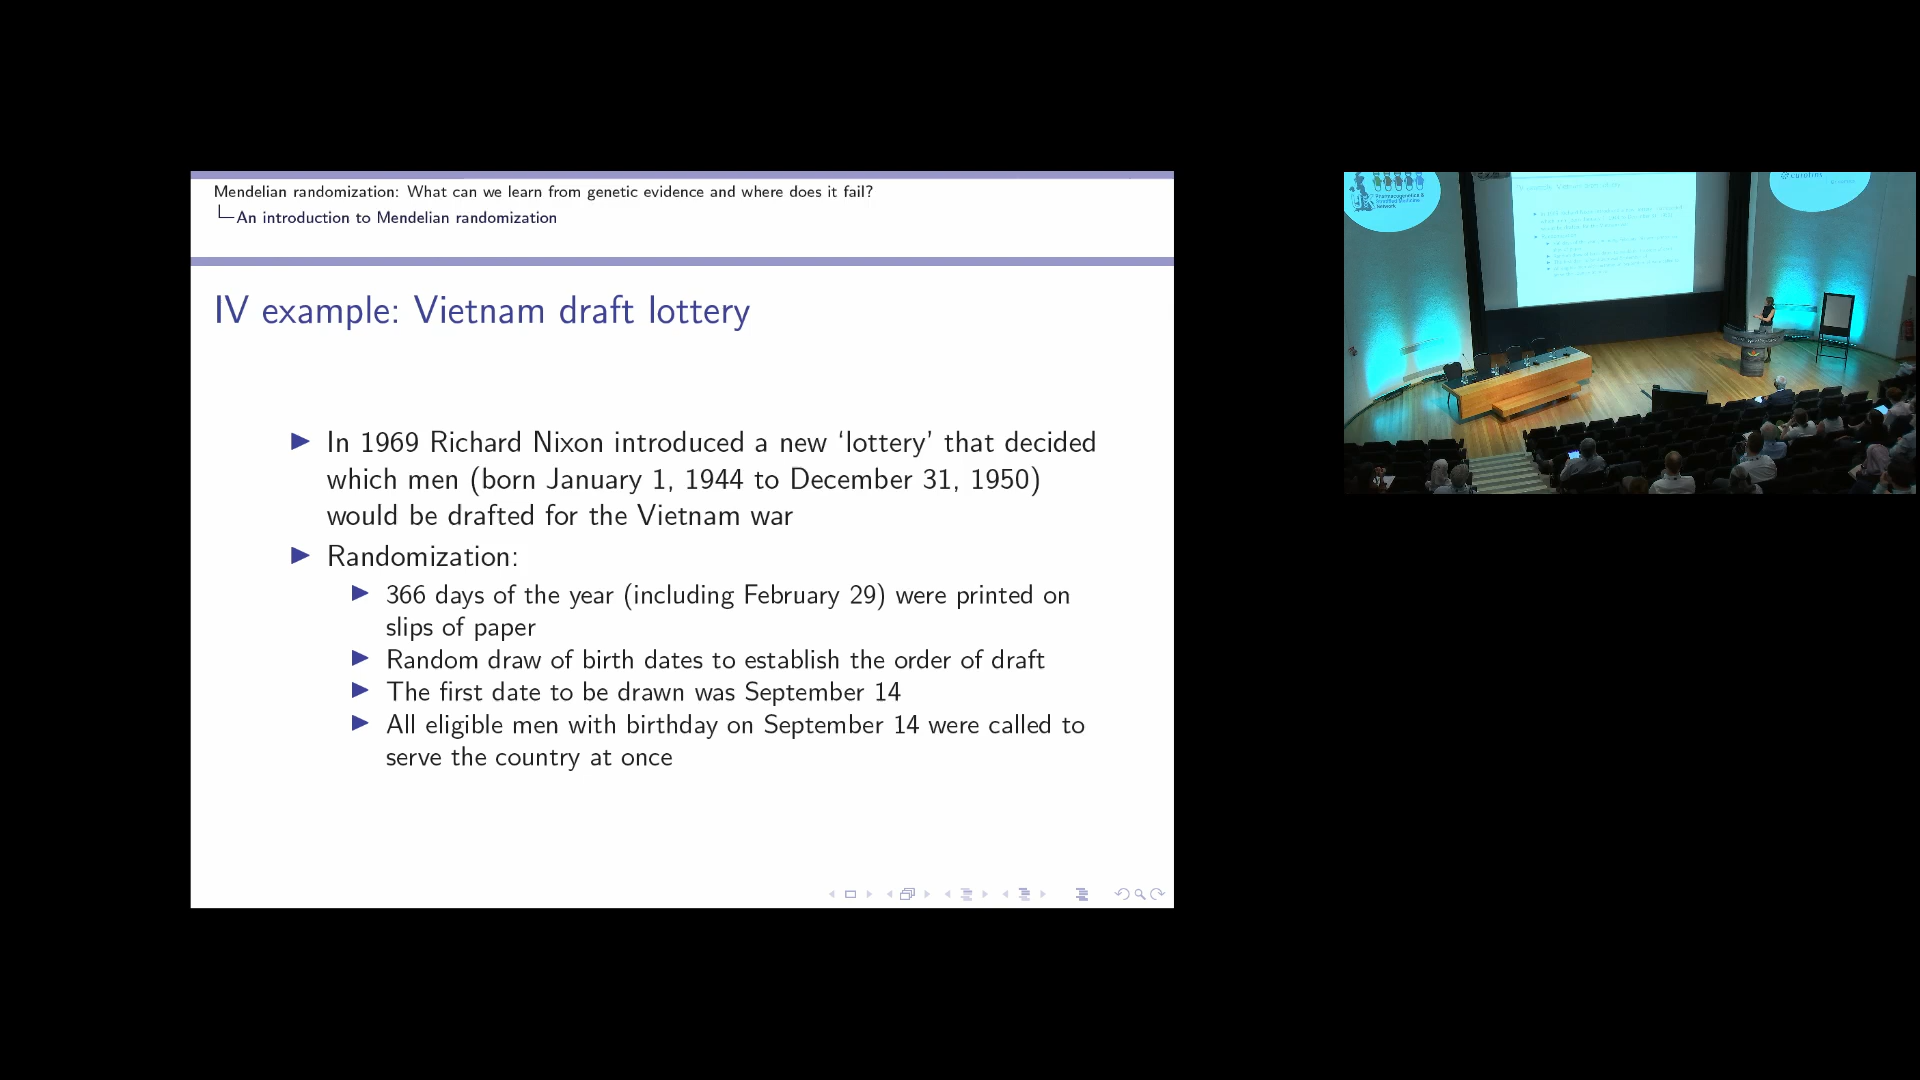 Mendelian randomization: What can we learn from genetic evidence and where does it fail?
An introduction to Mendelian randomization
IV example: Vietnam draft lottery
In 1969 Richard Nixon introduced a new ‘lottery’ that decided
which men (born January 1, 1944 to December 31, 1950)
would be drafted for the Vietnam war
Randomization:
366 days of the year (including February 29) were printed on
slips of paper
Random draw of birth dates to establish the order of draft
The first date to be drawn was September 14
All eligible men with birthday on September 14 were called to
serve the country at once
Pharmacogenetics &
Stratified Medicine
Network
eurofins